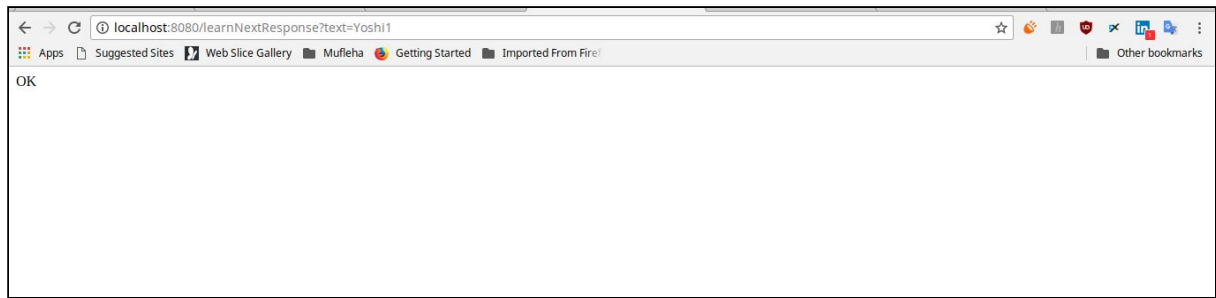 localhost:8080/learnNextResponse?text=Yoshi1
Apps Suggested Sites Web Slice Gallery Mufleha Getting Started Imported From Firef Other bookmarks
OK